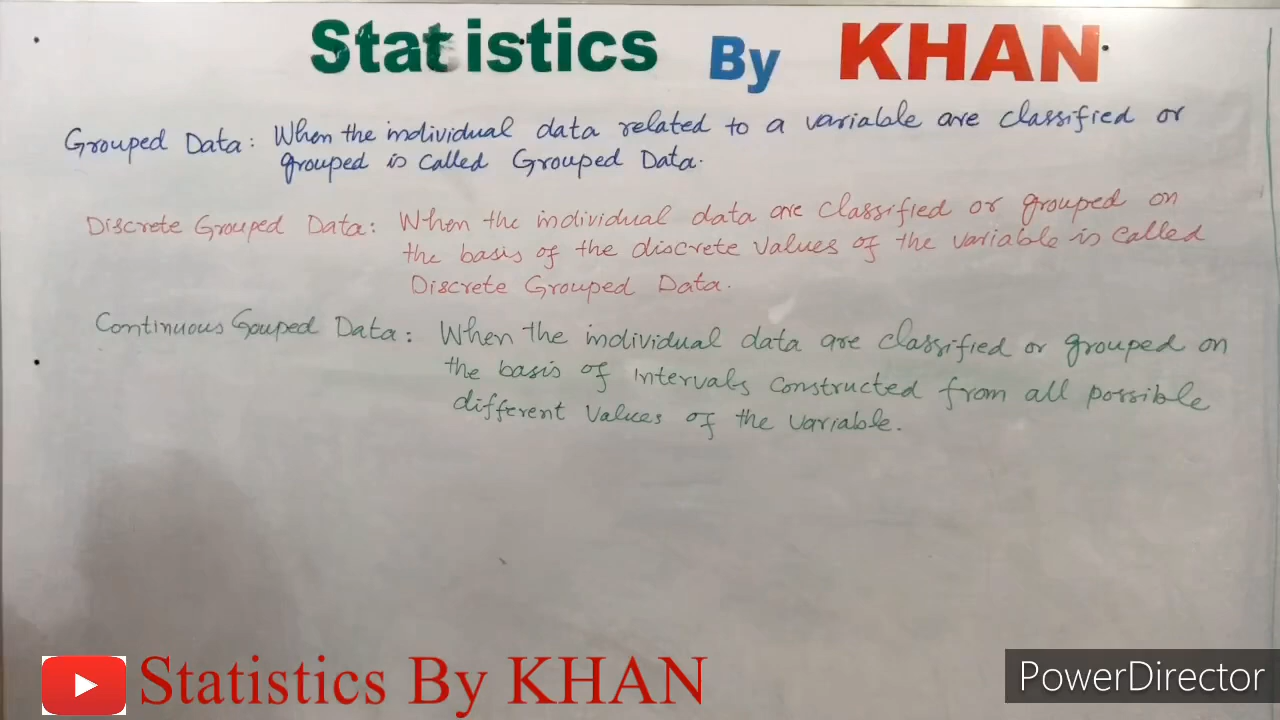 Statistics By KHAN
Grouped Data: When the individual data related to a variable are classified or
grouped is called Grouped Data.
Discrete Grouped Data: When the individual data are classified or grouped on
the basis of the discrete values of the variable is called
Discrete Grouped Data.
Continuous Gouped Data: When the individual data are classified or grouped on
the basis of intervals constructed from all possible
different values of the variable.
Statistics By KHAN
PowerDirector